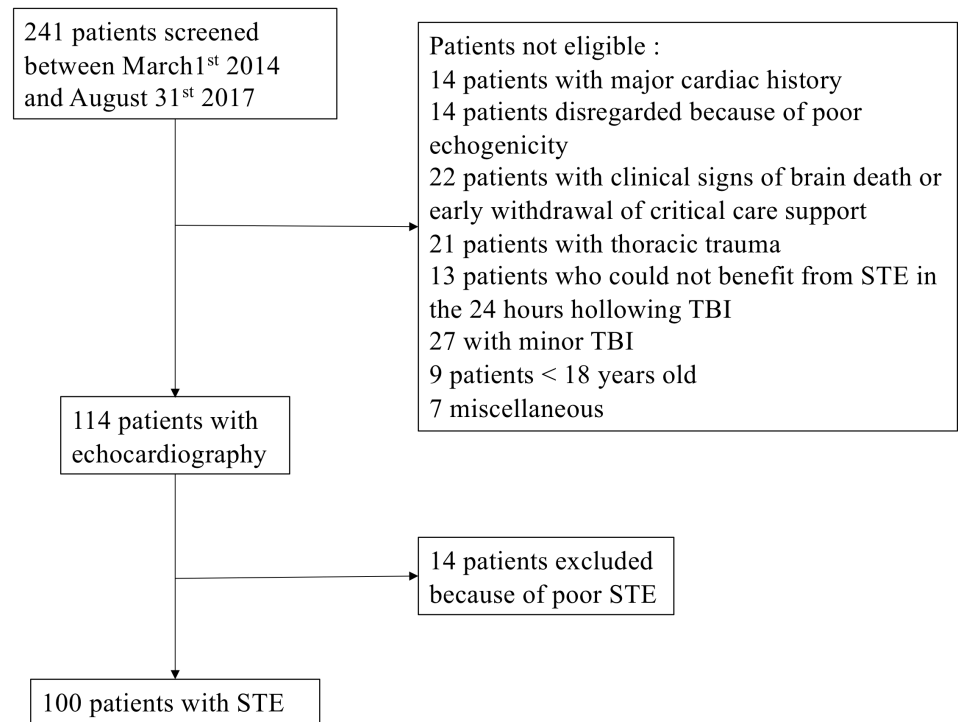 241 patients screened
between March1st 2014
and August 31st 2017
Patients not eligible :
14 patients with major cardiac history
14 patients disregarded because of poor
echogenicity
22 patients with clinical signs of brain death or
early withdrawal of critical care support
21 patients with thoracic trauma
13 patients who could not benefit from STE in
the 24 hours hollowing TBI
27 with minor TBI
9 patients < 18 years old
7 miscellaneous
114 patients with
echocardiography
14 patients excluded
because of poor STE
100 patients with STE